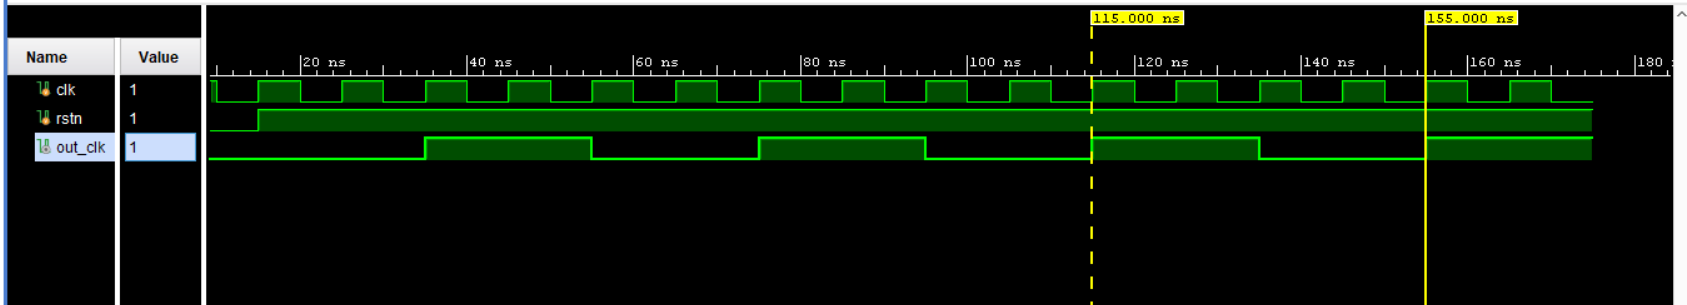 115.000 ns 155.000 ns
Name Value 20 ns 40 ns 60 ns 80 ns 100 ns 120 ns 140 ns 160 ns 180
clk 1
rstn 1
out_clk 1